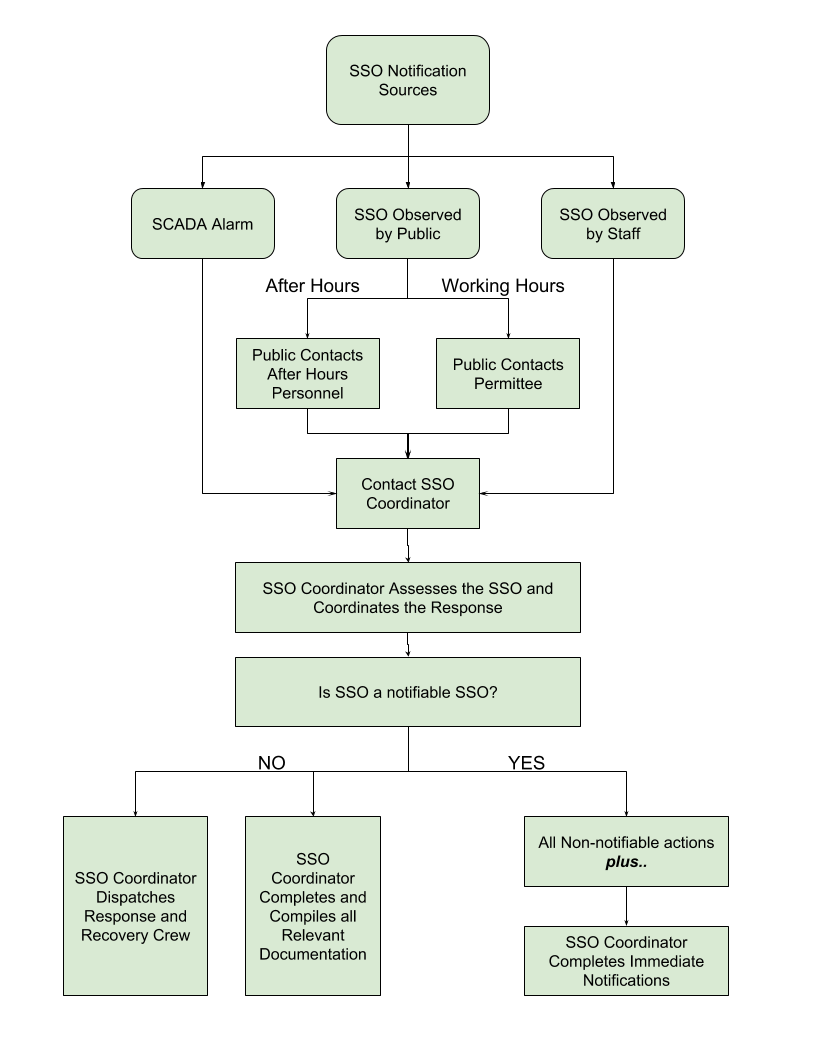 SSO Notification
Sources
SCADA Alarm
SSO Observed
by Public
SSO Observed
by Staff
After Hours
Working Hours
Public Contacts
After Hours
Personnel
Public Contacts
Permittee
Contact SSO
Coordinator
SSO Coordinator Assesses the SSO and
Coordinates the Response
Is SSO a notifiable SSO?
NO
YES
SSO Coordinator
Dispatches
Response and
Recovery Crew
SSO
Coordinator
Completes and
Compiles all
Relevant
Documentation
All Non-notifiable actions
plus..
SSO Coordinator
Completes Immediate
Notifications